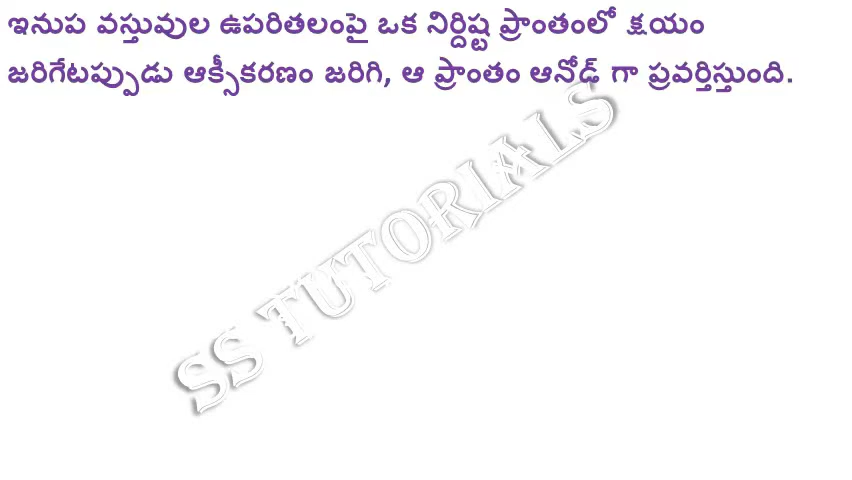 ఇనుప వస్తువుల ఉపరితలంపై ఒక నిర్దిష్ట ప్రాంతంలో క్షయం
జరిగేటప్పుడు ఆక్సీకరణం జరిగి, ఆ ప్రాంతం ఆనోడ్ గా ప్రవర్తిస్తుంది.
SS TUTORIALS